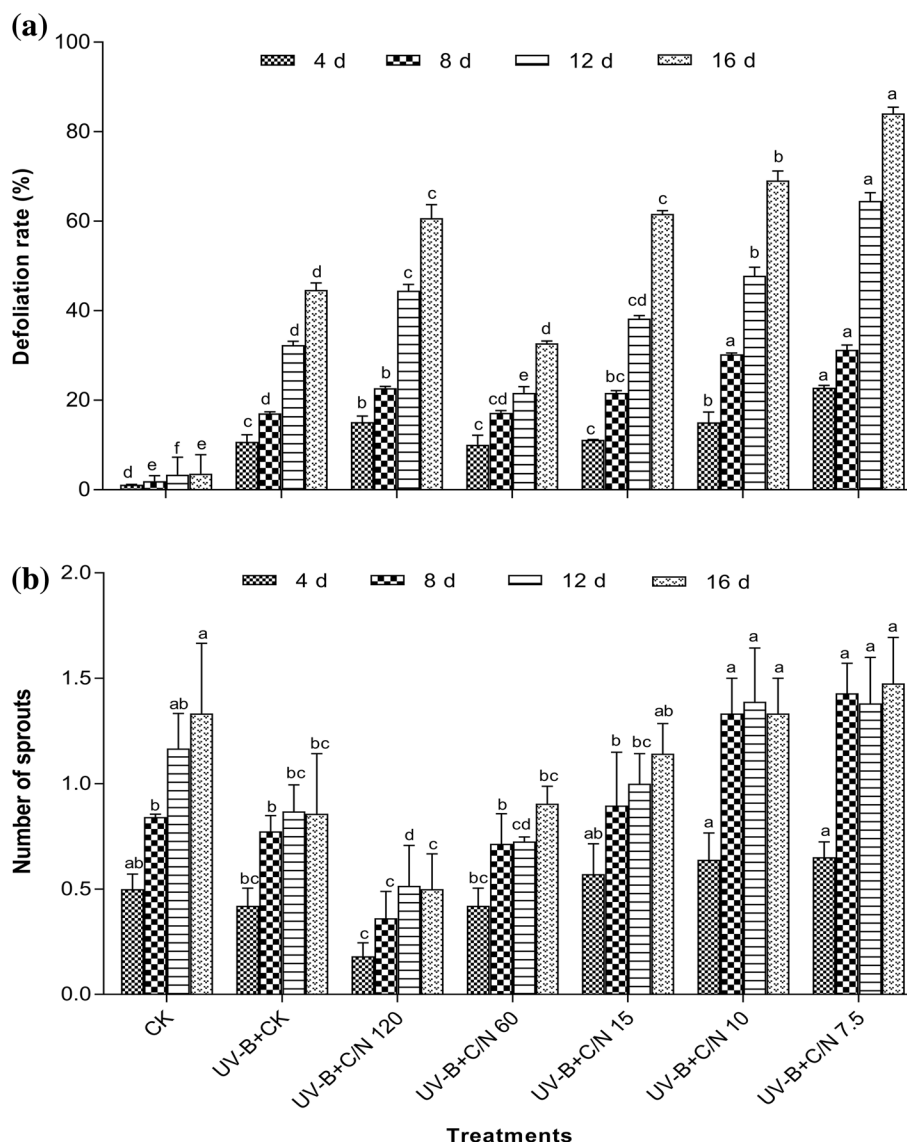 (a)
100
80
60
40
20
0
Defoliation rate (%)
4 d 8 d 12 d 16 d
d e f e
c d d d
b b c c
c cd e d
c bc cd c
b a b b
a a a a
(b)
2.0
1.5
1.0
0.5
0.0
Number of sprouts
4 d 8 d 12 d 16 d
ab b ab a
bc bc bc bc
c c d c
bc b cd bc
ab b bc ab
a a a a
a a a a
CK
UV-B+CK
UV-B+C/N 120
UV-B+C/N 60
UV-B+C/N 15
UV-B+C/N 10
UV-B+C/N 7.5
Treatments